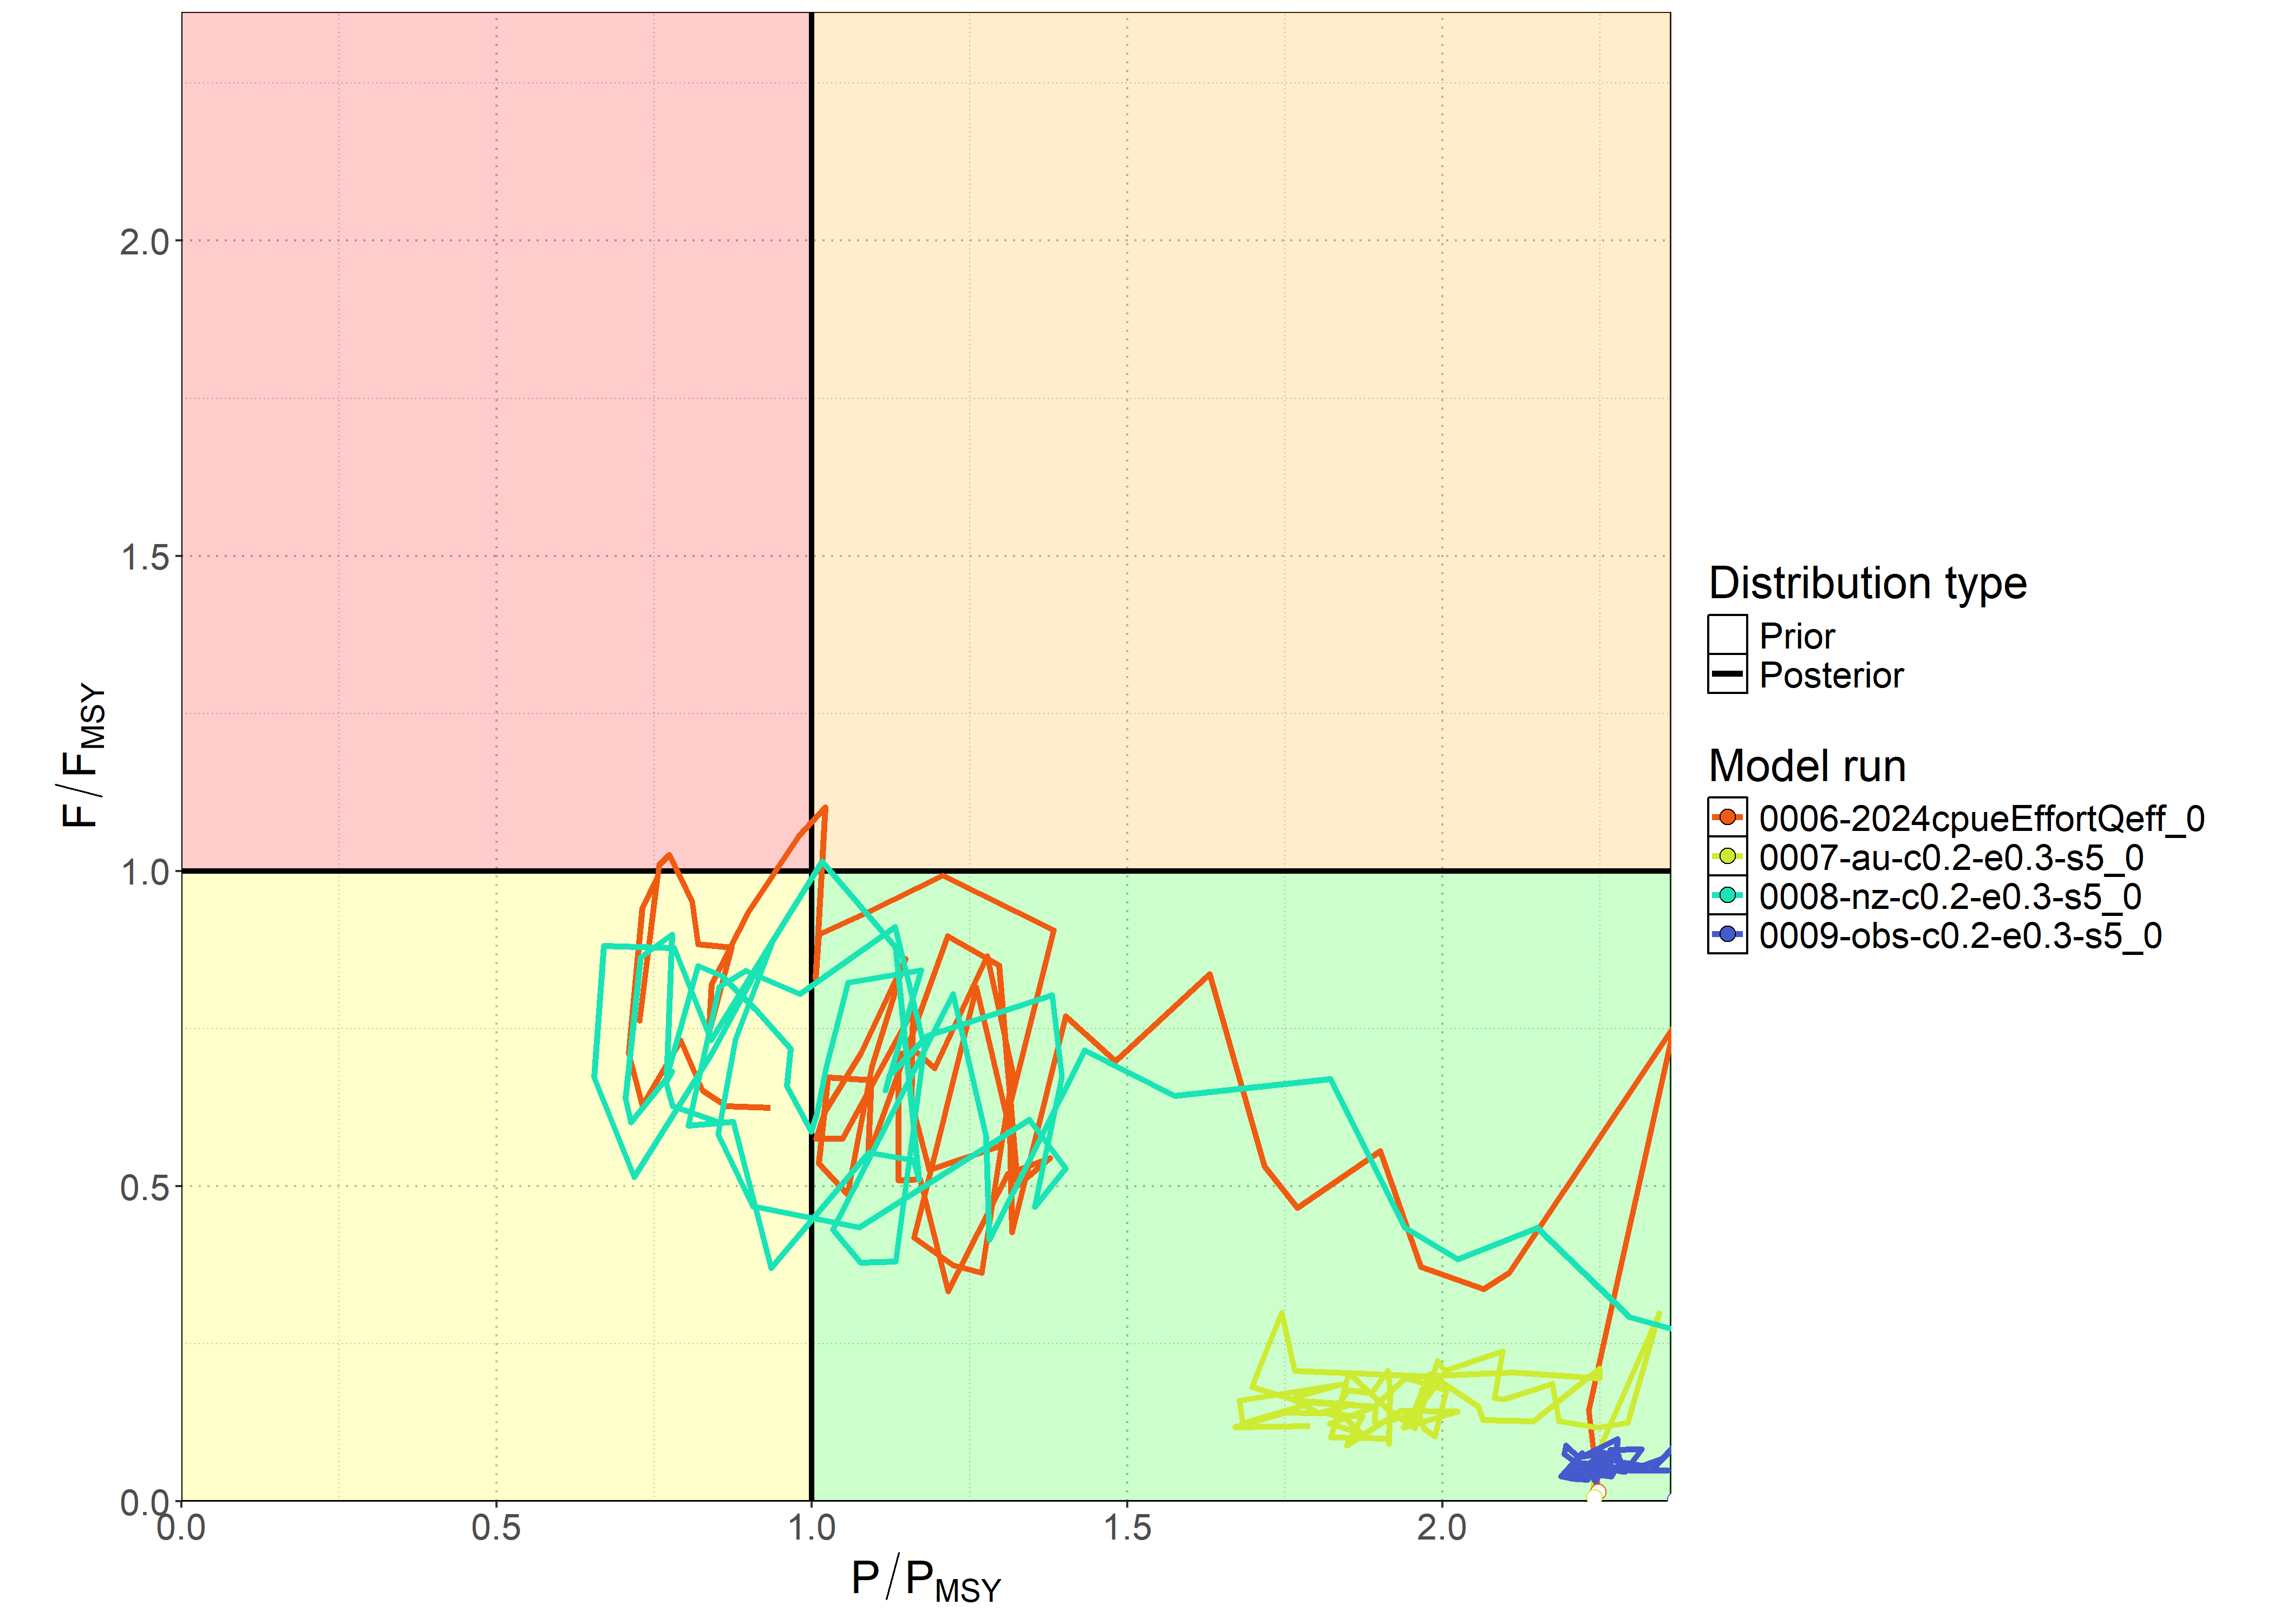 2.0
1.5
1.0
0.5
0.0
0.0 0.5 1.0 1.5 2.0
F/F_MSY
P/P_MSY
Distribution type
Prior
Posterior
Model run
0006-2024cpueEffortQeff_0
0007-au-c0.2-e0.3-s5_0
0008-nz-c0.2-e0.3-s5_0
0009-obs-c0.2-e0.3-s5_0